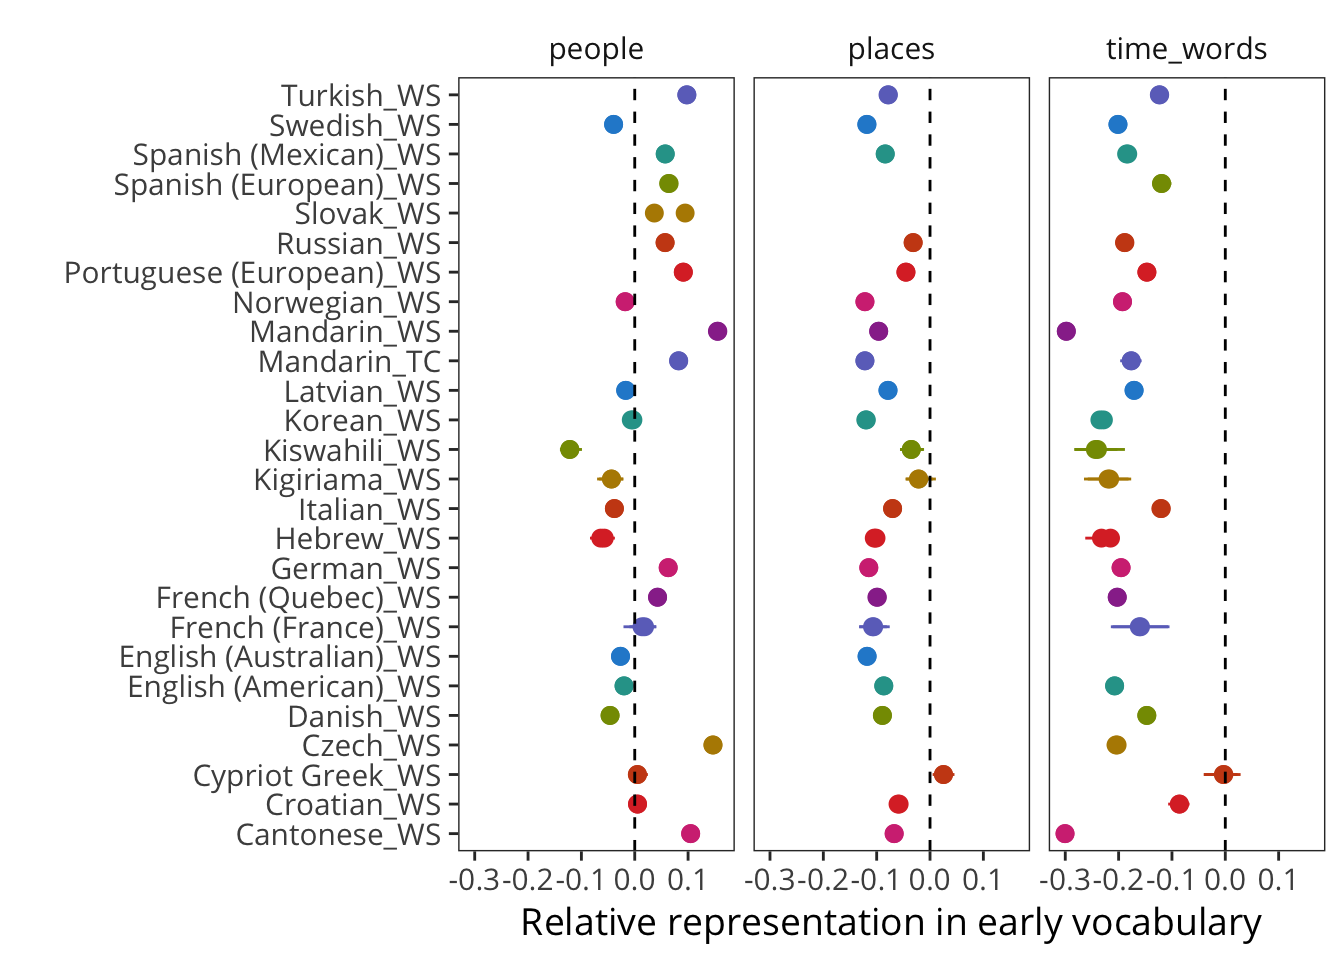 people places time_words
Turkish_WS
Swedish_WS
Spanish (Mexican)_WS
Spanish (European)_WS
Slovak_WS
Russian_WS
Portuguese (European)_WS
Norwegian_WS
Mandarin_WS
Mandarin_TC
Latvian_WS
Korean_WS
Kiswahili_WS
Kigiriama_WS
Italian_WS
Hebrew_WS
German_WS
French (Quebec)_WS
French (France)_WS
English (Australian)_WS
English (American)_WS
Danish_WS
Czech_WS
Cypriot Greek_WS
Croatian_WS
Cantonese_WS
-0.3 -0.2 -0.1 0.0 0.1 -0.3 -0.2 -0.1 0.0 0.1 -0.3 -0.2 -0.1 0.0 0.1
Relative representation in early vocabulary